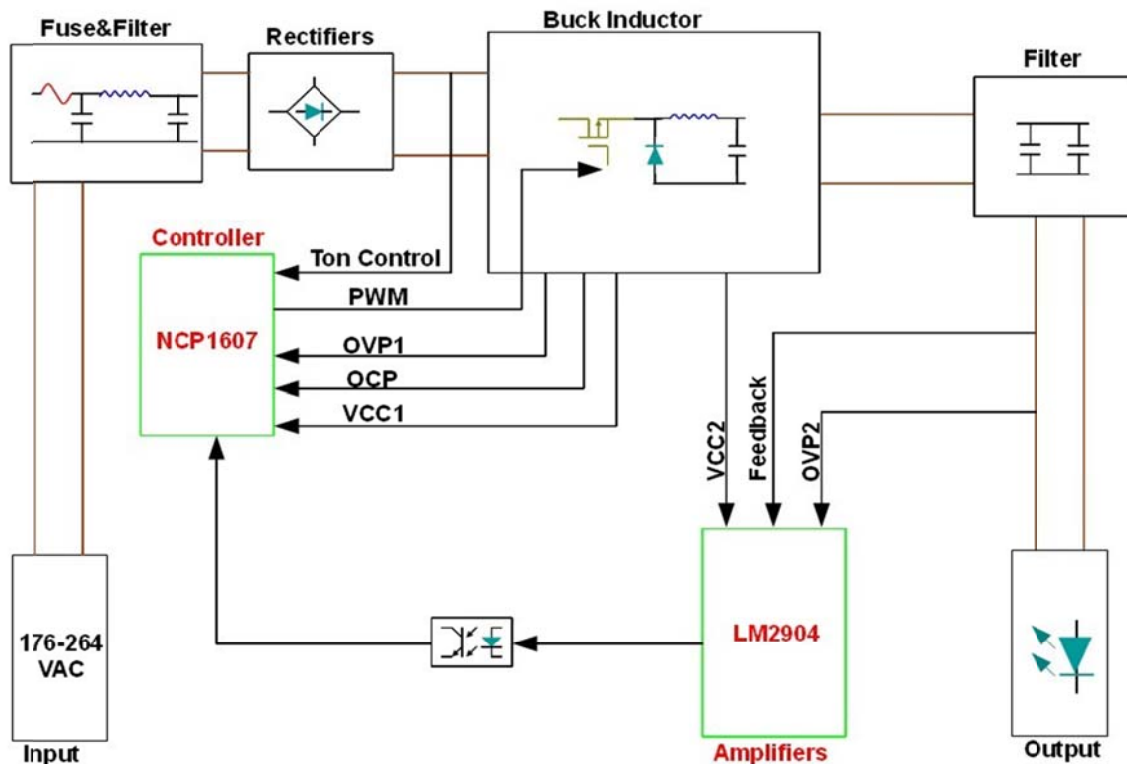 Buck Inductor
Fuse&Filter
Rectifiers
Filter
Controller
Ton Control
PWM
NCP1607
OVP1
OCP
VCC1
VCC2
Feedback
OVP2
176-264
VAC
LM2904
Input
Amplifiers
Output